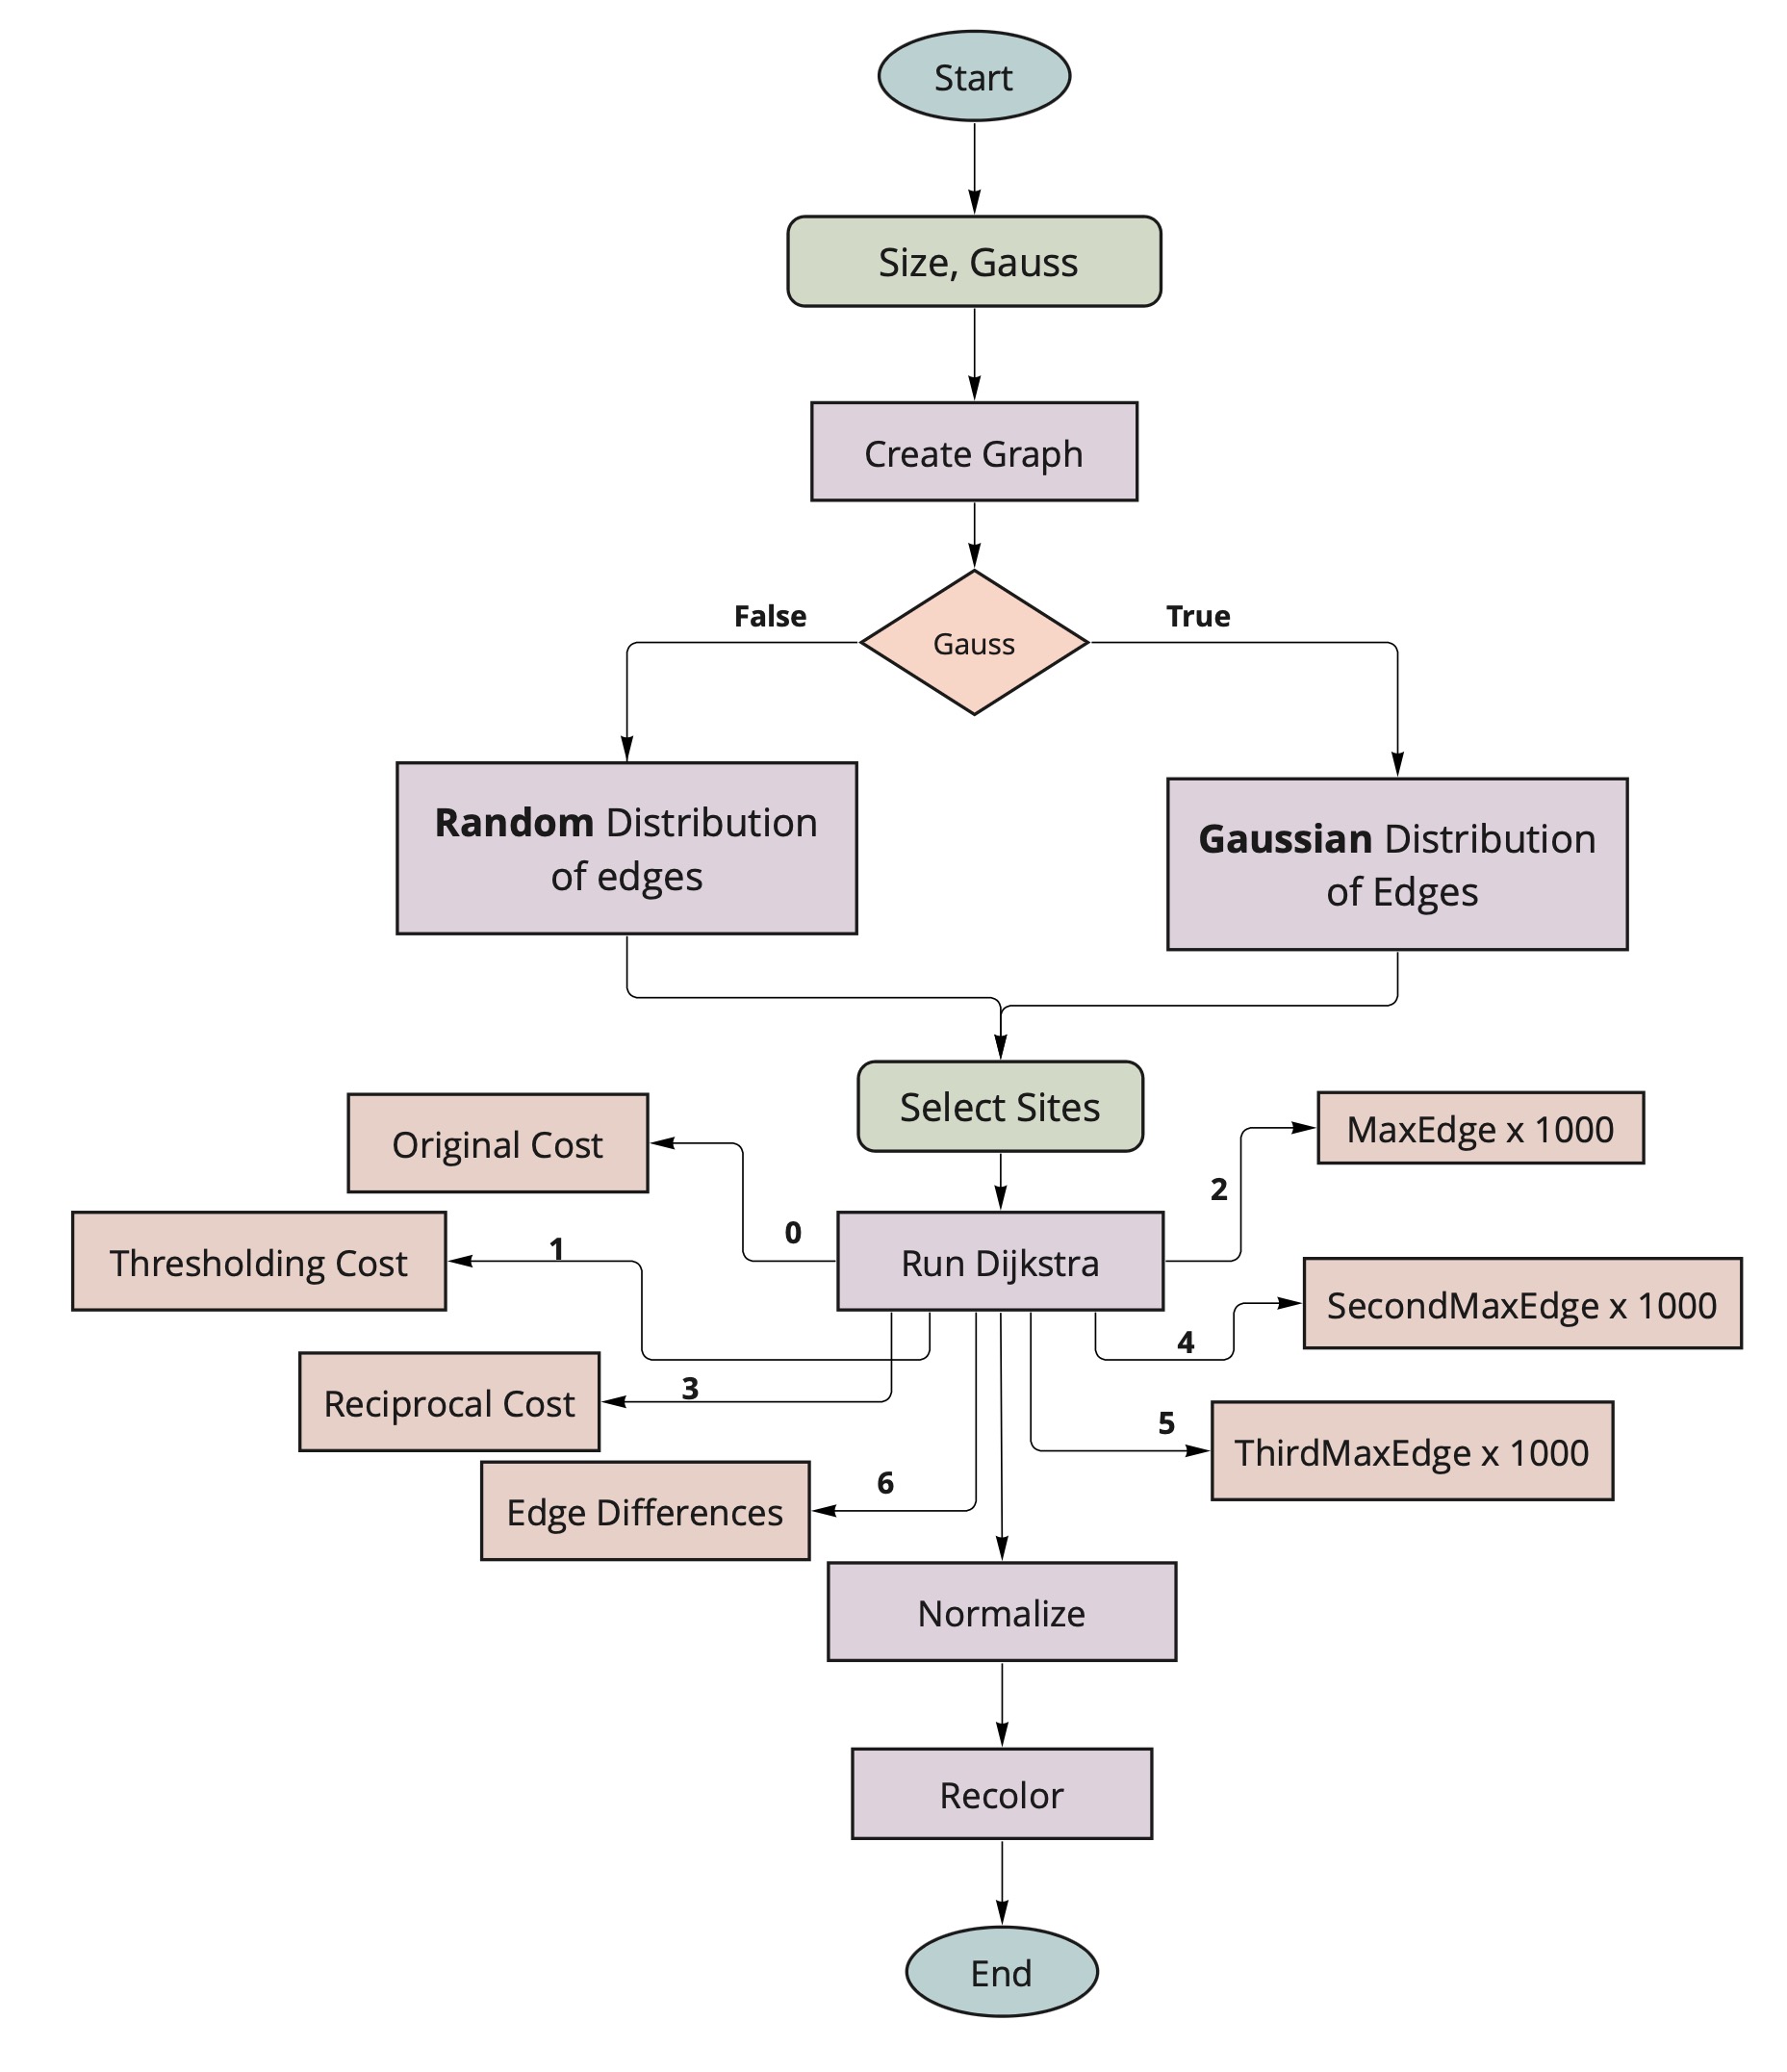 Start
Size, Gauss
Create Graph
False
True
Gauss
Random Distribution
of edges
Gaussian Distribution
of Edges
Select Sites
Original Cost
MaxEdge x 1000
2
0
1
Thresholding Cost
Run Dijkstra
SecondMaxEdge x 1000
4
3
Reciprocal Cost
5
ThirdMaxEdge x 1000
6
Edge Differences
Normalize
Recolor
End